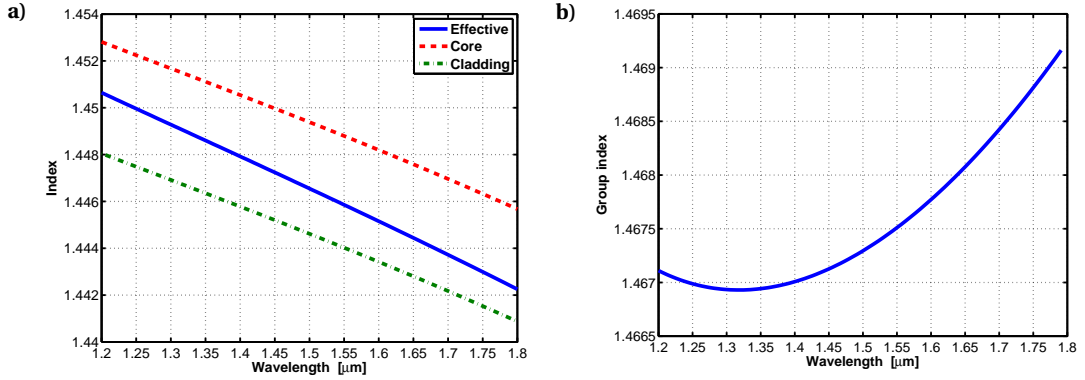 a)
1.454
1.452
1.45
1.448
1.446
1.444
1.442
1.44
Index
Effective
Core
Cladding
1.2 1.25 1.3 1.35 1.4 1.45 1.5 1.55 1.6 1.65 1.7 1.75 1.8
Wavelength [μm]
b)
1.4695
1.469
1.4685
1.468
1.4675
1.467
1.4665
Group index
1.2 1.25 1.3 1.35 1.4 1.45 1.5 1.55 1.6 1.65 1.7 1.75 1.8
Wavelength [μm]